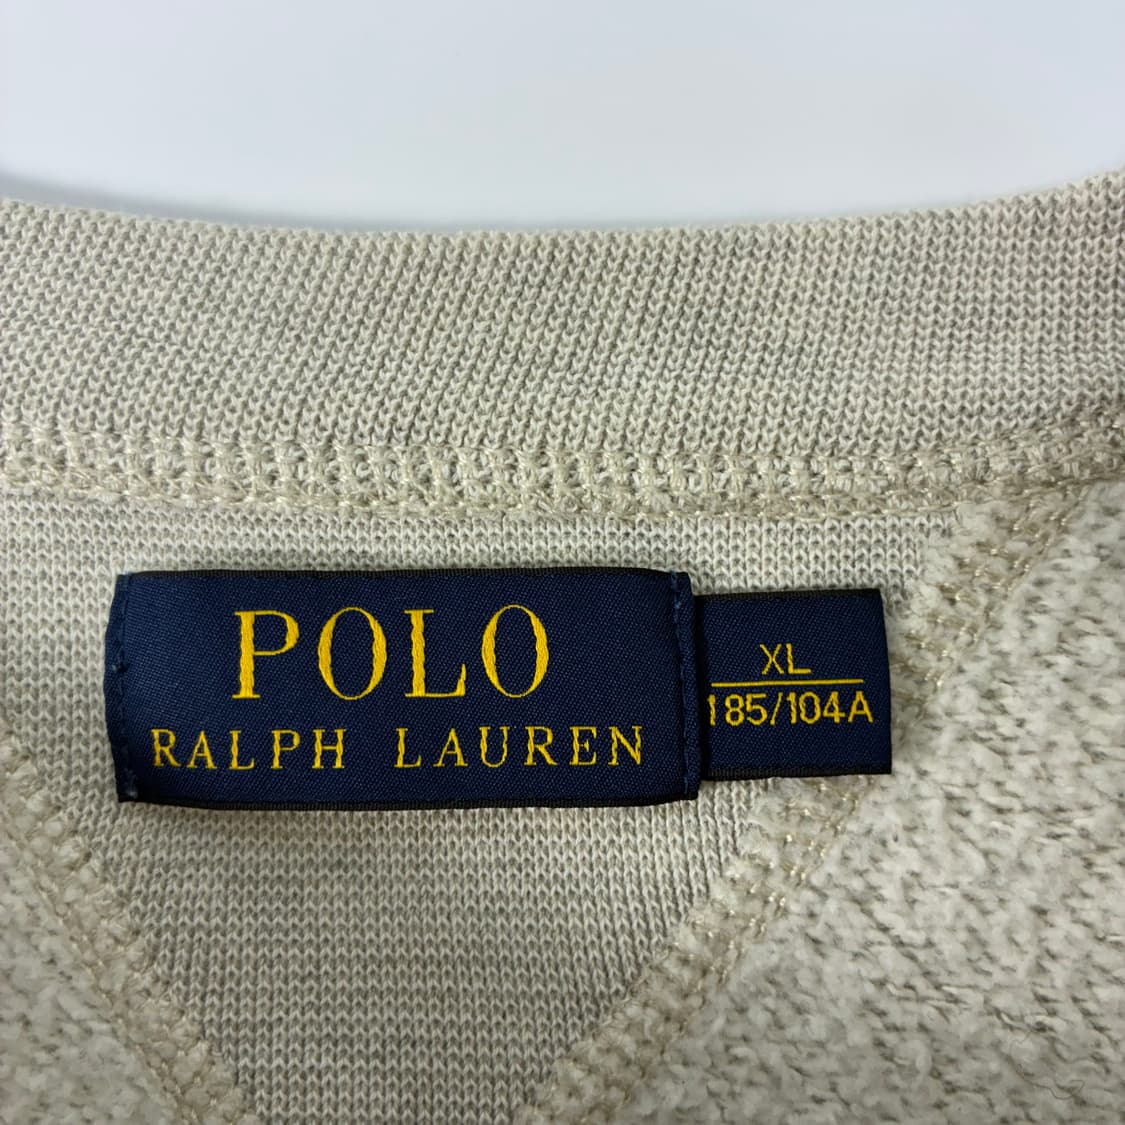 POLO
RALPH LAUREN
XL
185/104A